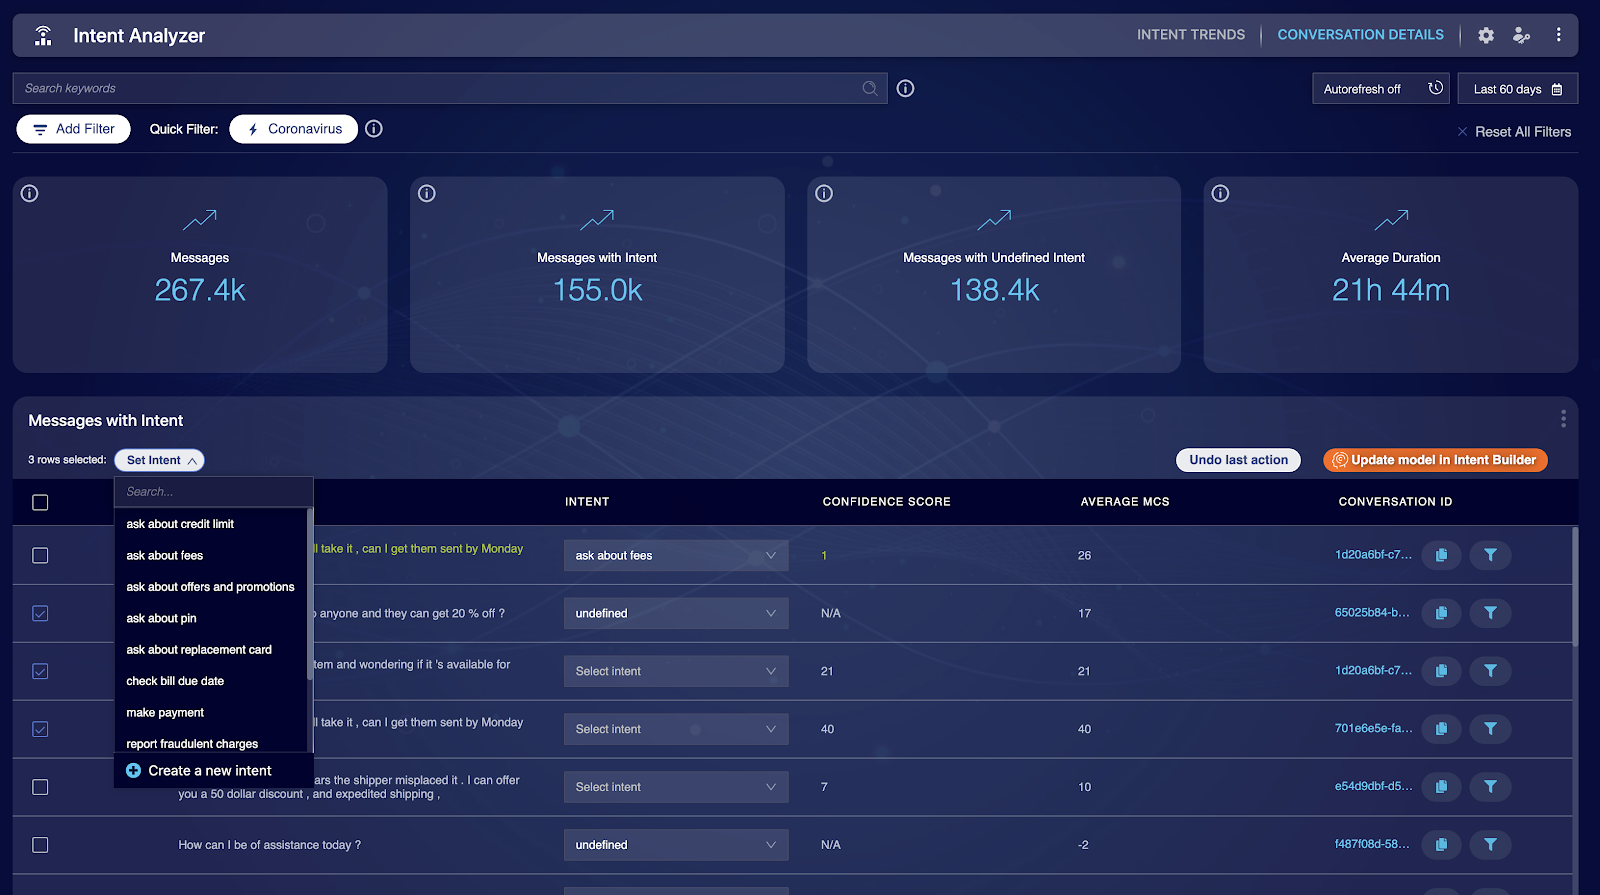 Intent Analyzer
INTENT TRENDS
CONVERSATION DETAILS
Search keywords
Autorefresh off
Last 60 days
Add Filter
Quick Filter:
Coronavirus
Reset All Filters
Messages
267.4k
Messages with Intent
155.0k
Messages with Undefined Intent
138.4k
Average Duration
21h 44m
Messages with Intent
3 rows selected:
Set Intent
Undo last action
Update model in Intent Builder
Search...
ask about credit limit
ask about fees
ask about offers and promotions
ask about pin
ask about replacement card
check bill due date
make payment
report fraudulent charges
Create a new intent
INTENT
CONFIDENCE SCORE
AVERAGE MCS
CONVERSATION ID
take it , can I get them sent by Monday
ask about fees
1
26
1d20a6bf-c7...
anyone and they can get 20 % off ?
undefined
N/A
17
65025b84-b...
and wondering if it 's available for
Select intent
21
21
1d20a6bf-c7...
take it , can I get them sent by Monday
Select intent
40
40
701e6e5e-fa...
the shipper misplaced it . I can offer
you a 50 dollar discount , and expedited shipping ,
Select intent
7
10
e54d9dbf-d5...
How can I be of assistance today ?
undefined
N/A
-2
f487f08d-58...